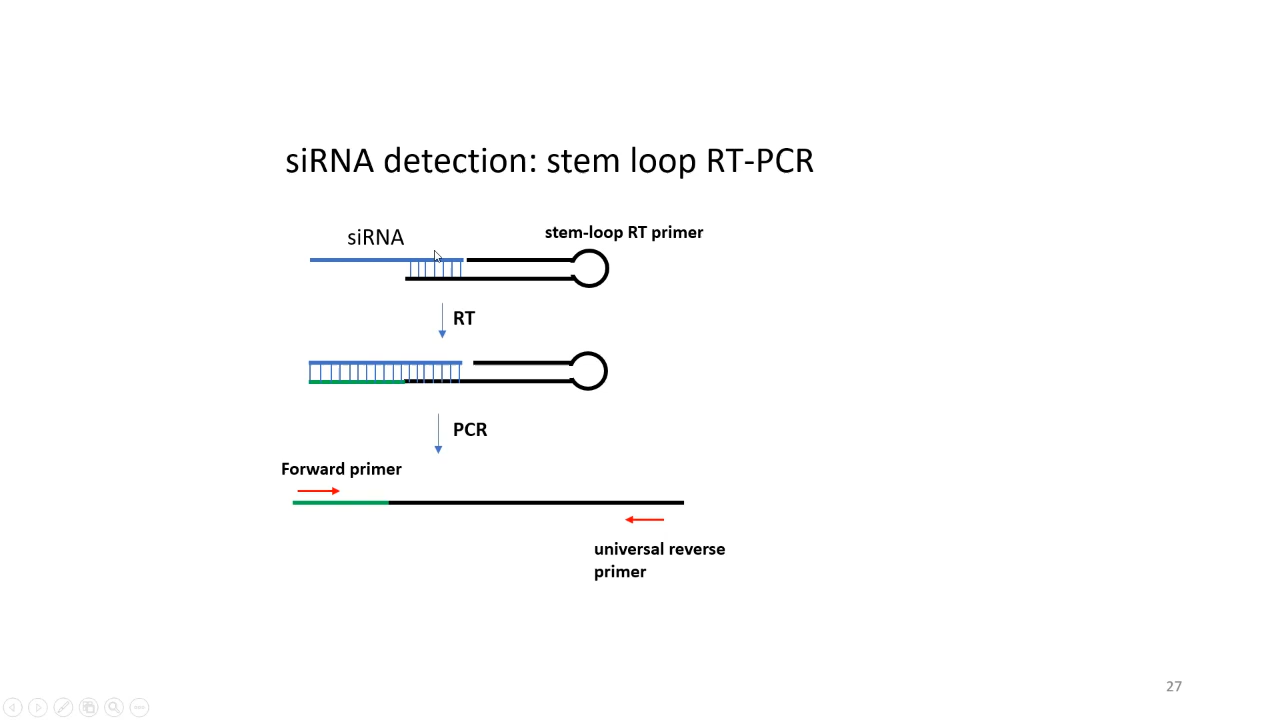 siRNA detection: stem loop RT-PCR
siRNA
stem-loop RT primer
RT
PCR
Forward primer
universal reverse
primer
27